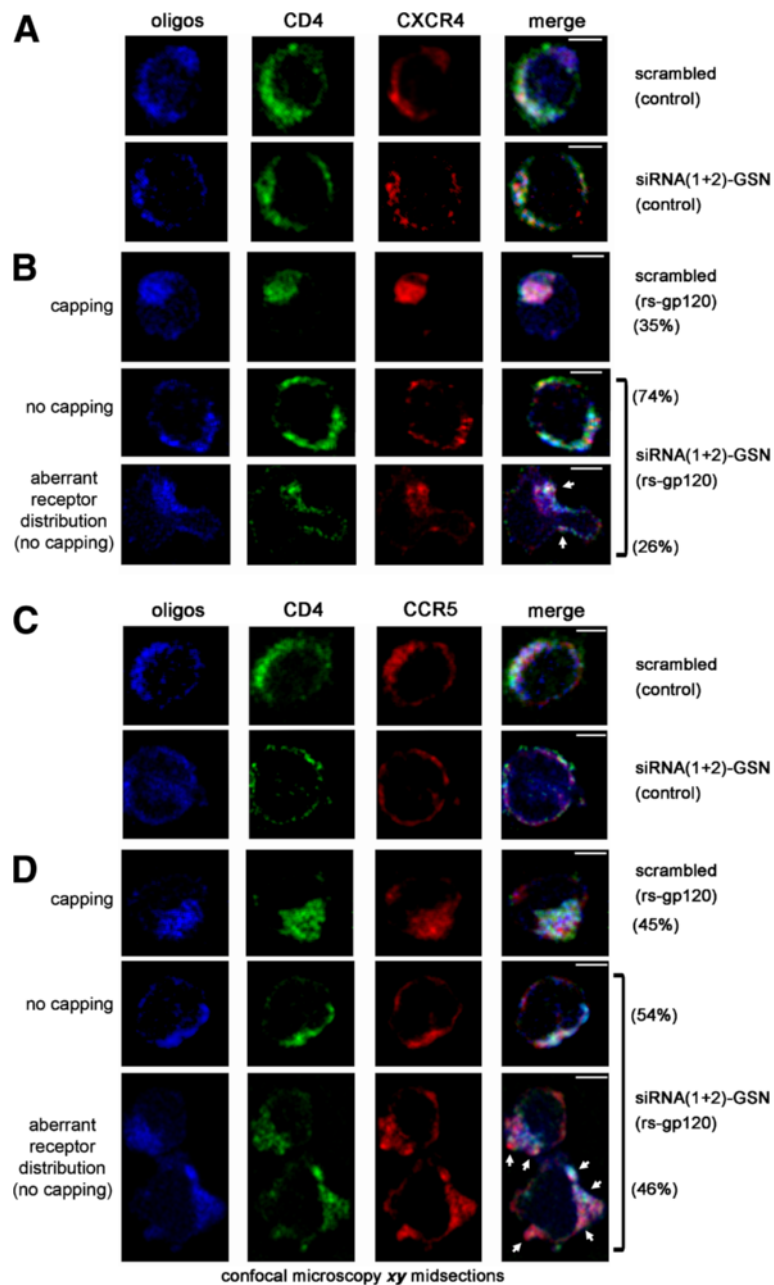 A
oligos CD4 CXCR4 merge
scrambled
(control)
siRNA(1+2)-GSN
(control)
B
capping
scrambled
(rs-gp120)
(35%)
no capping
(74%)
siRNA(1+2)-GSN
(rs-gp120)
aberrant
receptor
distribution
(no capping)
(26%)
C
oligos CD4 CCR5 merge
scrambled
(control)
siRNA(1+2)-GSN
(control)
D
capping
scrambled
(rs-gp120)
(45%)
no capping
(54%)
siRNA(1+2)-GSN
(rs-gp120)
aberrant
receptor
distribution
(no capping)
(46%)
confocal microscopy xy midsections